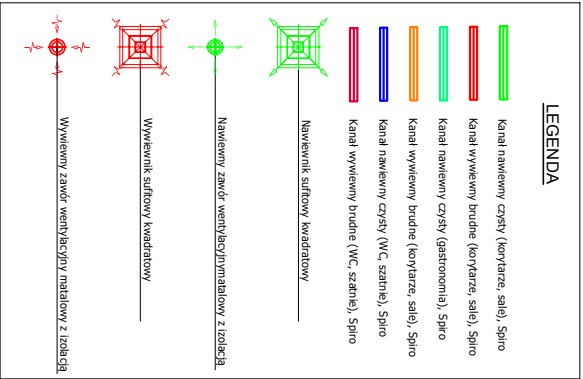 LEGENDA
Kanał nawiewny czysty (korytarze, sale), Spiro
Kanał wywiewny brudne (korytarze, sale), Spiro
Kanał nawiewny czysty (gastronomia), Spiro
Kanał wywiewny brudne (korytarze, sale), Spiro
Kanał nawiewny czysty (WC, szatnie), Spiro
Kanał wywiewny brudne (WC, szatnie), Spiro
Nawiewnik sufitowy kwadratowy
Nawiewny zawór wentylacyjnymatalowy z izolacją
Wywiewnik sufitowy kwadratowy
Wywiewny zawór wentylacyjny matalowy z izolacją